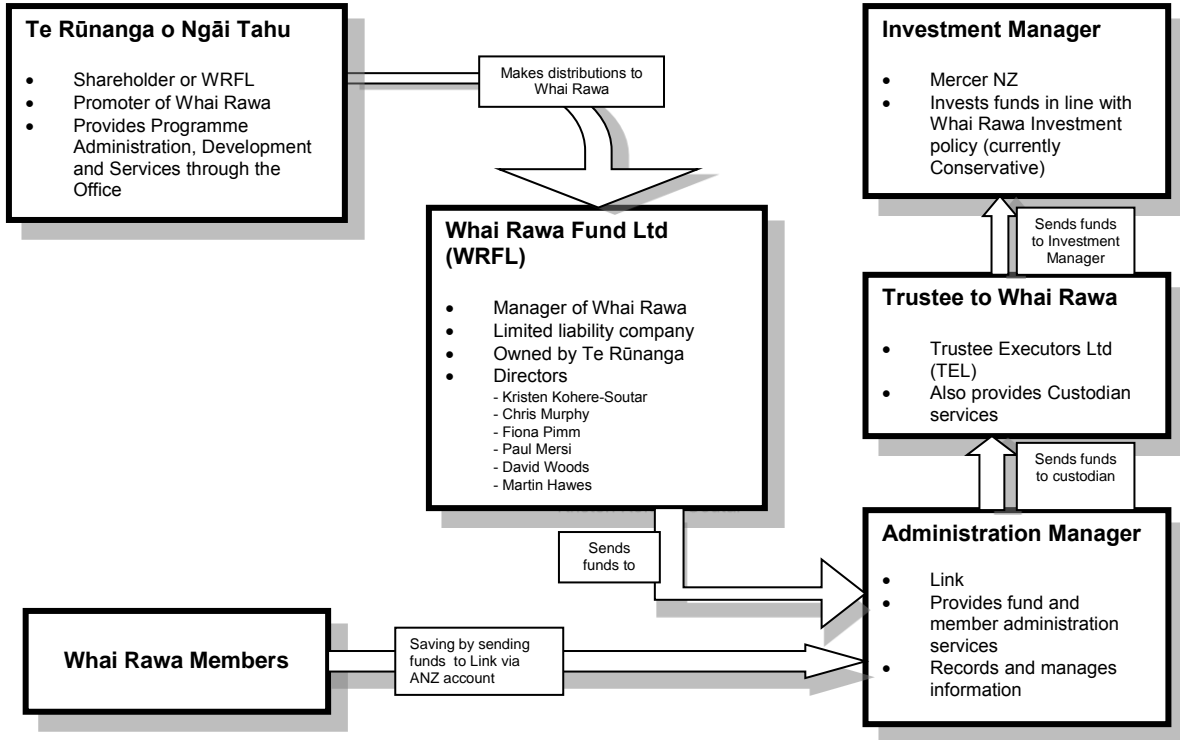 Te Rūnanga o Ngāi Tahu
• Shareholder or WRFL
• Promoter of Whai Rawa
• Provides Programme
Administration, Development
and Services through the
Office
Makes distributions to
Whai Rawa
Investment Manager
• Mercer NZ
• Invests funds in line with
Whai Rawa Investment
policy (currently
Conservative)
Whai Rawa Fund Ltd
(WRFL)
• Manager of Whai Rawa
• Limited liability company
• Owned by Te Rūnanga
• Directors
- Kristen Kohere-Soutar
- Chris Murphy
- Fiona Pimm
- Paul Mersi
- David Woods
- Martin Hawes
Sends funds
to Investment
Manager
Trustee to Whai Rawa
• Trustee Executors Ltd
(TEL)
• Also provides Custodian
services
Sends funds
to custodian
Sends
funds to
Administration Manager
• Link
• Provides fund and
member administration
services
• Records and manages
information
Whai Rawa Members
Saving by sending
funds to Link via
ANZ account